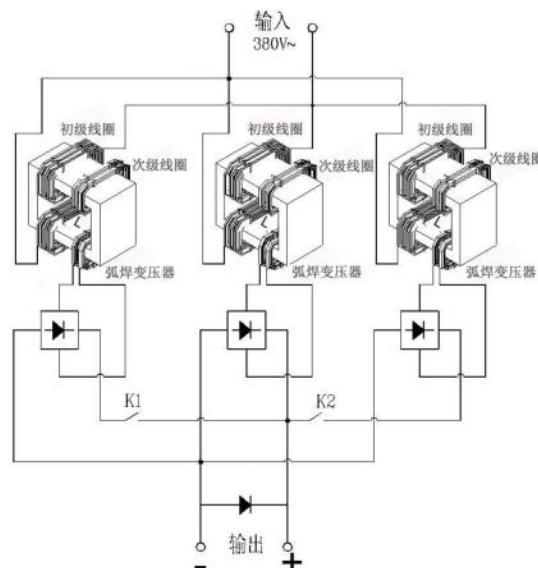 输入
380V~
初级线圈
初级线圈
初级线圈
次级线圈
次级线圈
次级线圈
弧焊变压器
弧焊变压器
弧焊变压器
K1
K2
- 输出 +